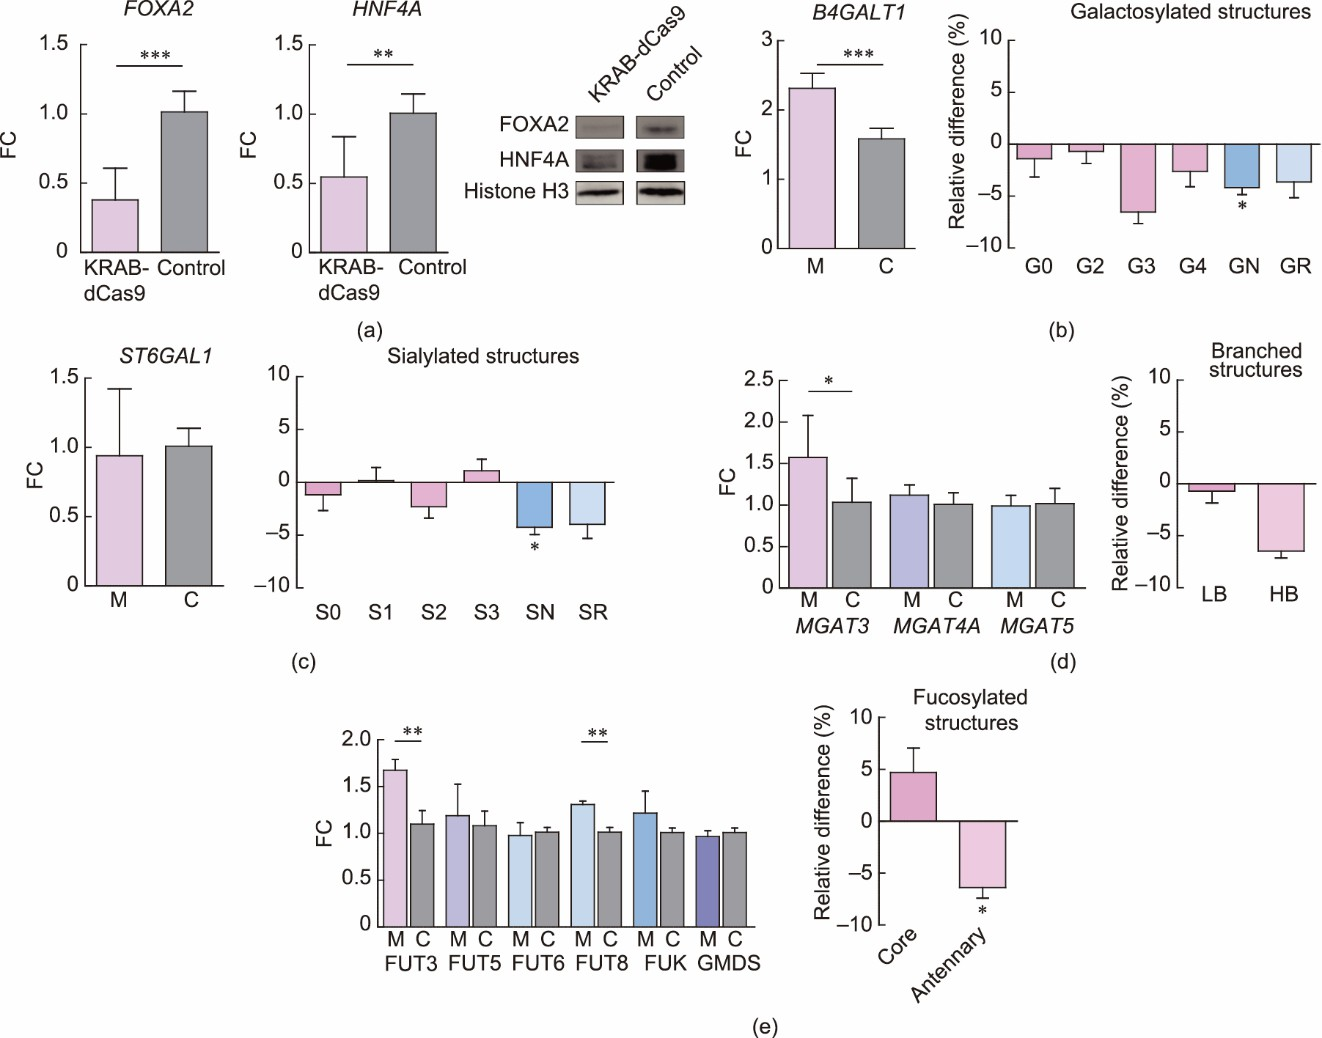 FOXA2
HNF4A
1.5
1.0
0.5
0
FC
***
KRAB-
dCas9
Control
1.5
1.0
0.5
0
FC
**
KRAB-
dCas9
Control
KRAB-dCas9
Control
FOXA2
HNF4A
Histone H3
(a)
B4GALT1
3
2
1
0
FC
***
M C
Galactosylated structures
Relative difference (%)
10
5
0
–5
–10
*
G0 G2 G3 G4 GN GR
(b)
ST6GAL1
1.5
1.0
0.5
0
FC
M C
Sialylated structures
10
5
0
–5
–10
*
S0 S1 S2 S3 SN SR
(c)
2.5
2.0
1.5
1.0
0.5
0
FC
*
M C M C M C
MGAT3 MGAT4A MGAT5
Branched
structures
Relative difference (%)
10
5
0
–5
–10
LB HB
(d)
2.0
1.5
1.0
0.5
0
FC
**
**
M C M C M C M C M C M C
FUT3 FUT5 FUT6 FUT8 FUK GMDS
Fucosylated
structures
Relative difference (%)
10
5
0
–5
–10
*
Core
Antennary
(e)